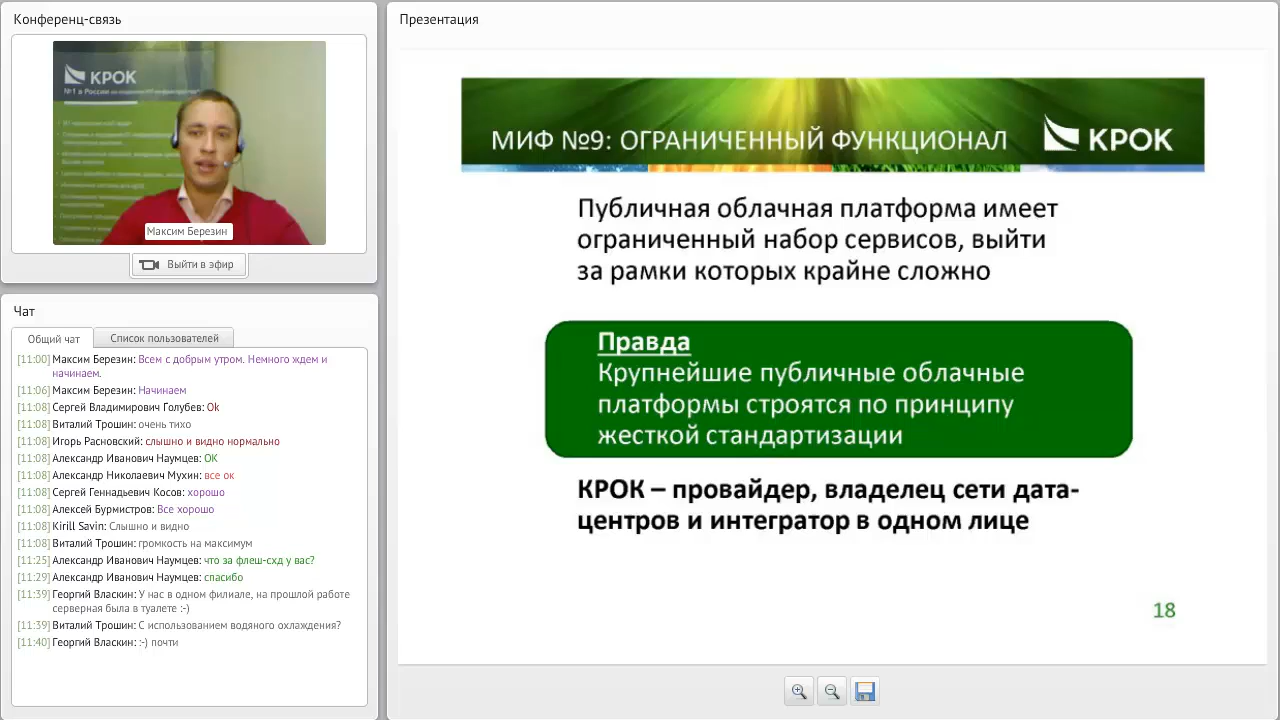 Конференц-связь
КРОК
№1 в России
Максим Березин
Выйти в эфир
Чат
Общий чат
Список пользователей
[11:00] Максим Березин: Всем с добрым утром. Немного ждем и
начинаем.
[11:06] Максим Березин: Начинаем
[11:08] Сергей Владимирович Голубев: Ok
[11:08] Виталий Трошин: очень тихо
[11:08] Игорь Расновский: слышно и видно нормально
[11:08] Александр Иванович Наумцев: ОК
[11:08] Александр Николаевич Мухин: все ок
[11:08] Сергей Геннадьевич Косов: хорошо
[11:08] Алексей Бурмистров: Все хорошо
[11:08] Kirill Savin: Слышно и видно
[11:08] Виталий Трошин: громкость на максимум
[11:25] Александр Иванович Наумцев: что за флеш-схд у вас?
[11:29] Александр Иванович Наумцев: спасибо
[11:39] Георгий Власкин: У нас в одном филиале, на прошлой работе
серверная была в туалете :-)
[11:39] Виталий Трошин: С использованием водяного охлаждения?
[11:40] Георгий Власкин: :-) почти
Презентация
МИФ №9: ОГРАНИЧЕННЫЙ ФУНКЦИОНАЛ
КРОК
Публичная облачная платформа имеет
ограниченный набор сервисов, выйти
за рамки которых крайне сложно
Правда
Крупнейшие публичные облачные
платформы строятся по принципу
жесткой стандартизации
КРОК – провайдер, владелец сети дата-
центров и интегратор в одном лице
18